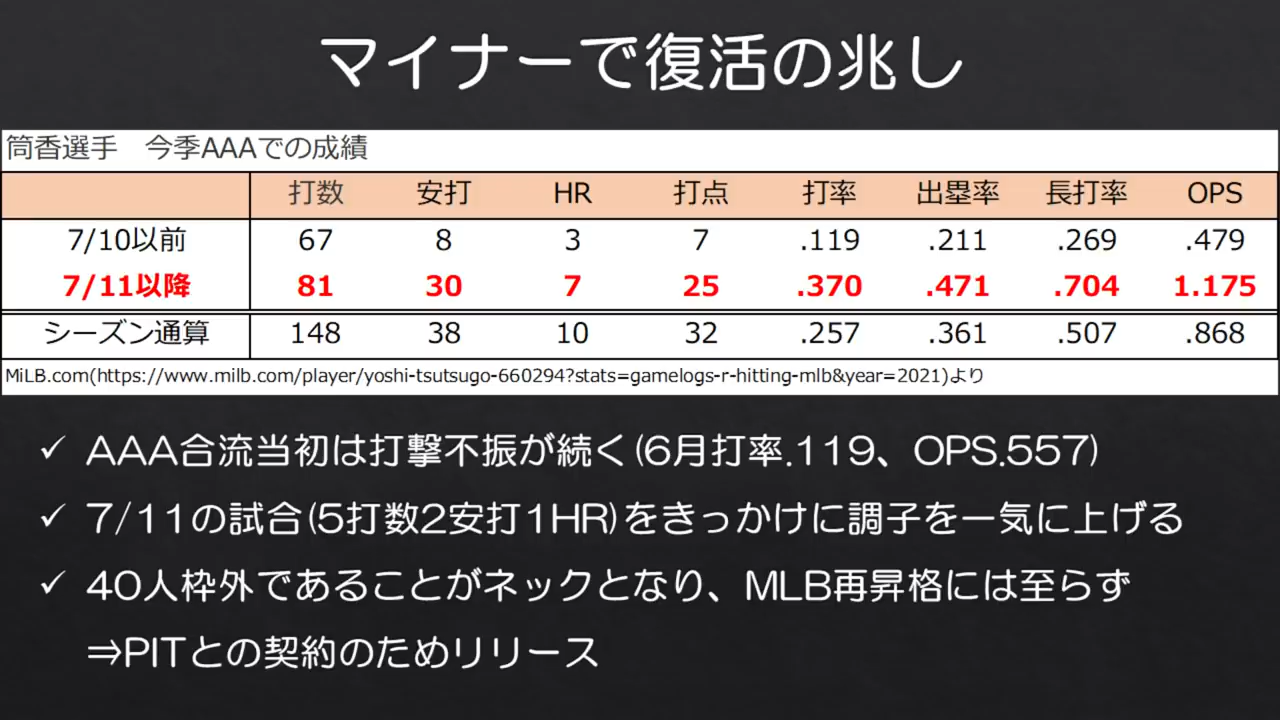 マイナーで復活の兆し
筒香選手　今季AAAでの成績
打数 安打 HR 打点 打率 出塁率 長打率 OPS
7/10以前 67 8 3 7 .119 .211 .269 .479
7/11以降 81 30 7 25 .370 .471 .704 1.175
シーズン通算 148 38 10 32 .257 .361 .507 .868
MiLB.com(https://www.milb.com/player/yoshi-tsutsugo-660294?stats=gamelogs-r-hitting-mlb&year=2021)より
✓ AAA合流当初は打撃不振が続く(6月打率.119、OPS.557)
✓ 7/11の試合(5打数2安打1HR)をきっかけに調子を一気に上げる
✓ 40人枠外であることがネックとなり、MLB再昇格には至らず
⇒PITとの契約のためリリース